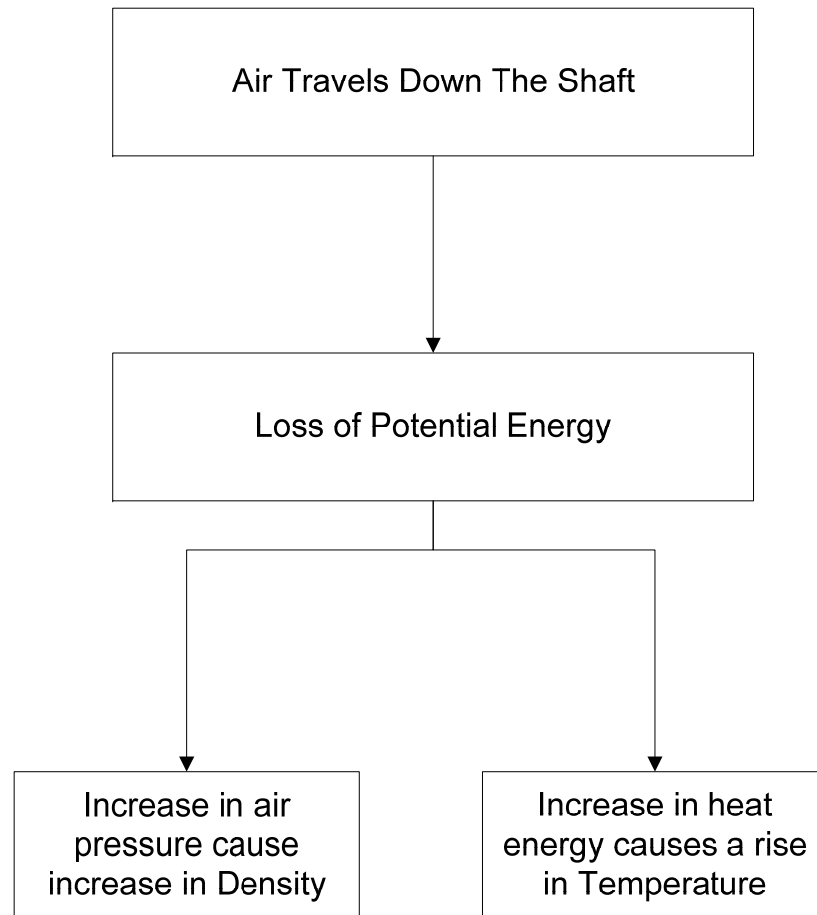 Air Travels Down The Shaft
Loss of Potential Energy
Increase in air
pressure cause
increase in Density
Increase in heat
energy causes a rise
in Temperature